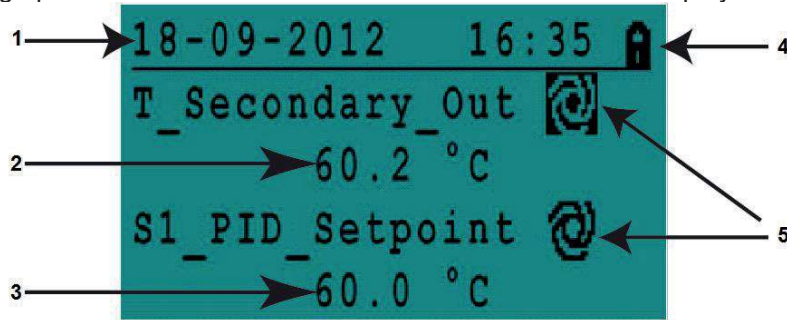 1 18-09-2012 16:35 4
T_Secondary_Out
2 60.2 °C
S1_PID_Setpoint 5
3 60.0 °C